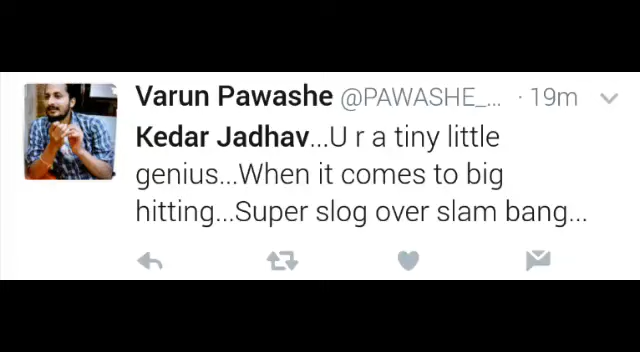 Varun Pawashe @PAWASHE_... · 19m
Kedar Jadhav...U r a tiny little
genius...When it comes to big
hitting...Super slog over slam bang...